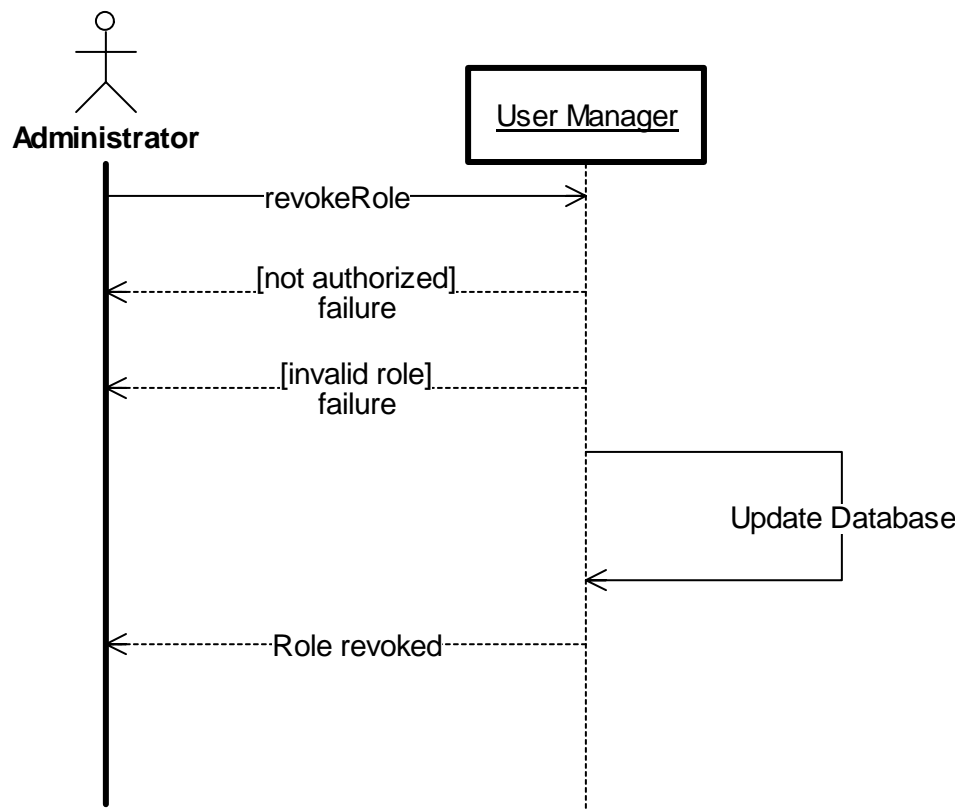 Administrator
User Manager
revokeRole
[not authorized]
failure
[invalid role]
failure
Update Database
Role revoked